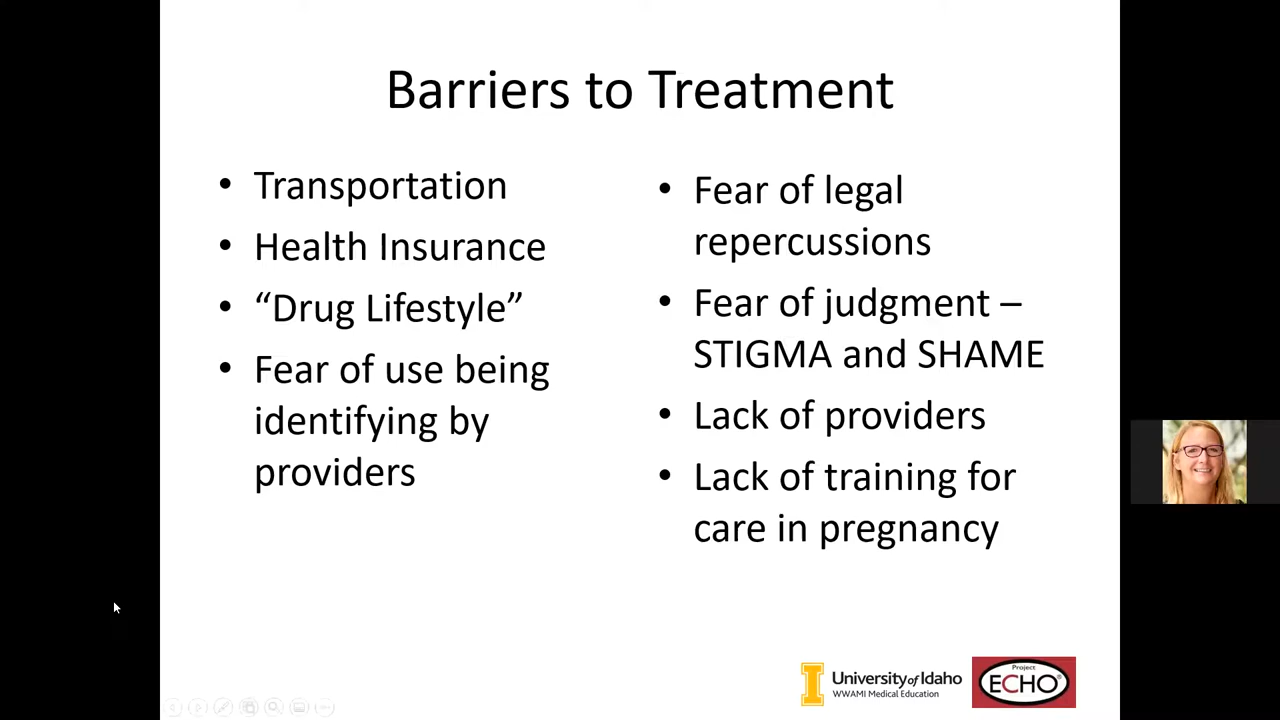 Barriers to Treatment
• Transportation
• Health Insurance
• “Drug Lifestyle”
• Fear of use being
identifying by
providers
• Fear of legal
repercussions
• Fear of judgment –
STIGMA and SHAME
• Lack of providers
• Lack of training for
care in pregnancy
I University of Idaho
WWAMI Medical Education
Project
ECHO®